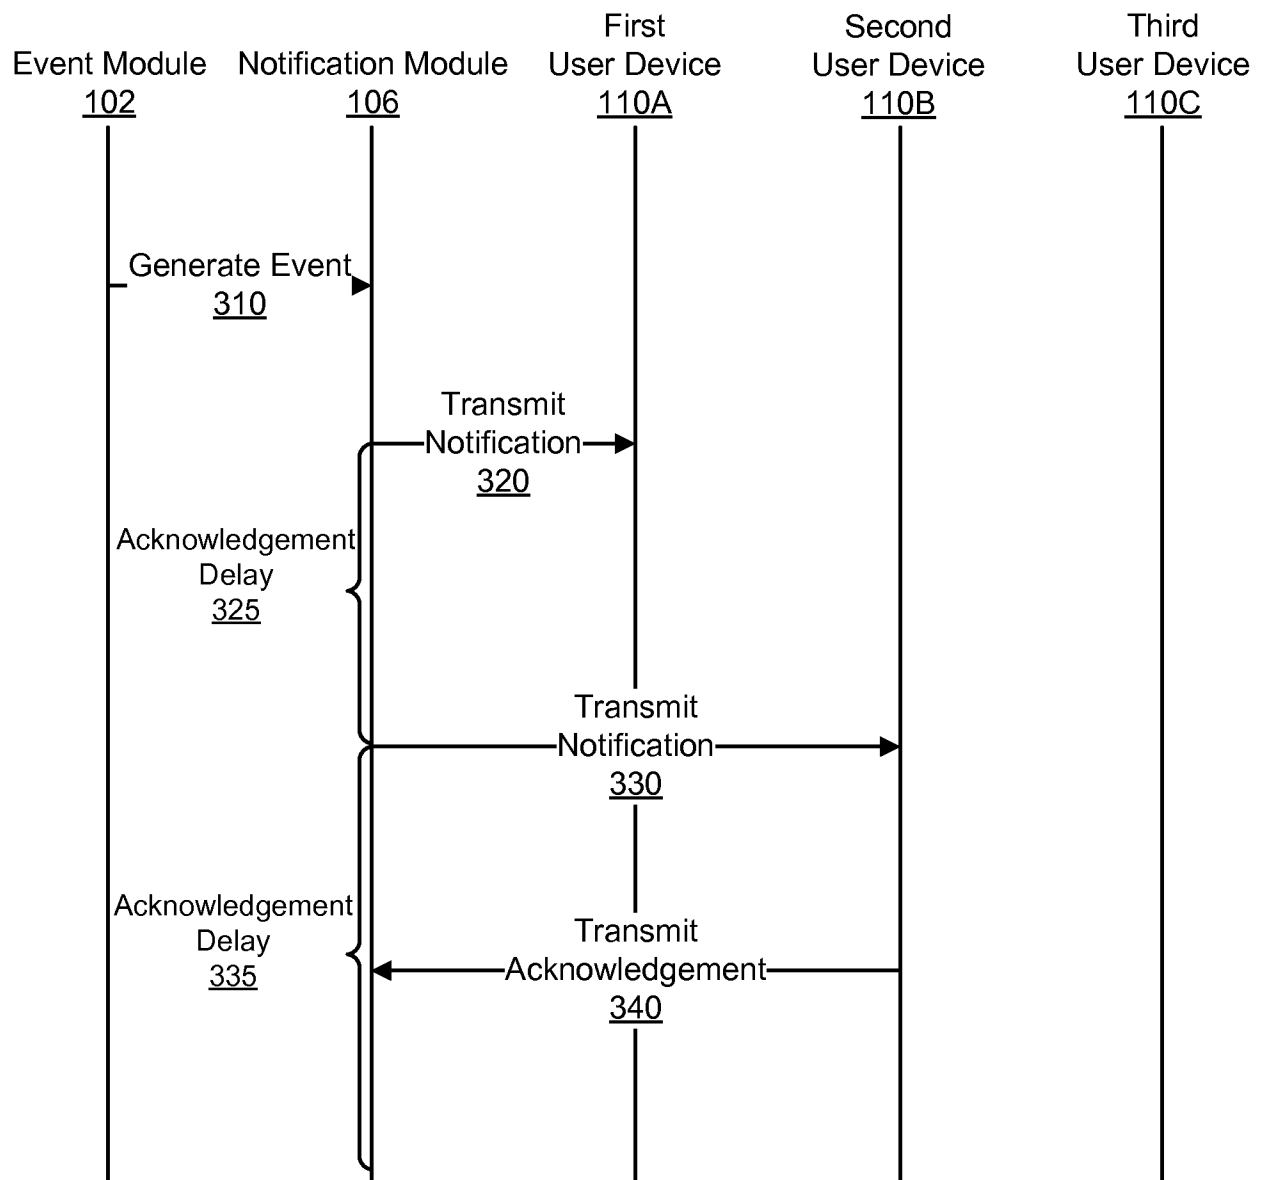 First
Second
Third
Event Module
Notification Module
User Device
User Device
User Device
102
106
110A
110B
110C
Generate Event
310
Transmit
Notification
320
Acknowledgement
Delay
325
Transmit
Notification
330
Acknowledgement
Delay
335
Transmit
Acknowledgement
340